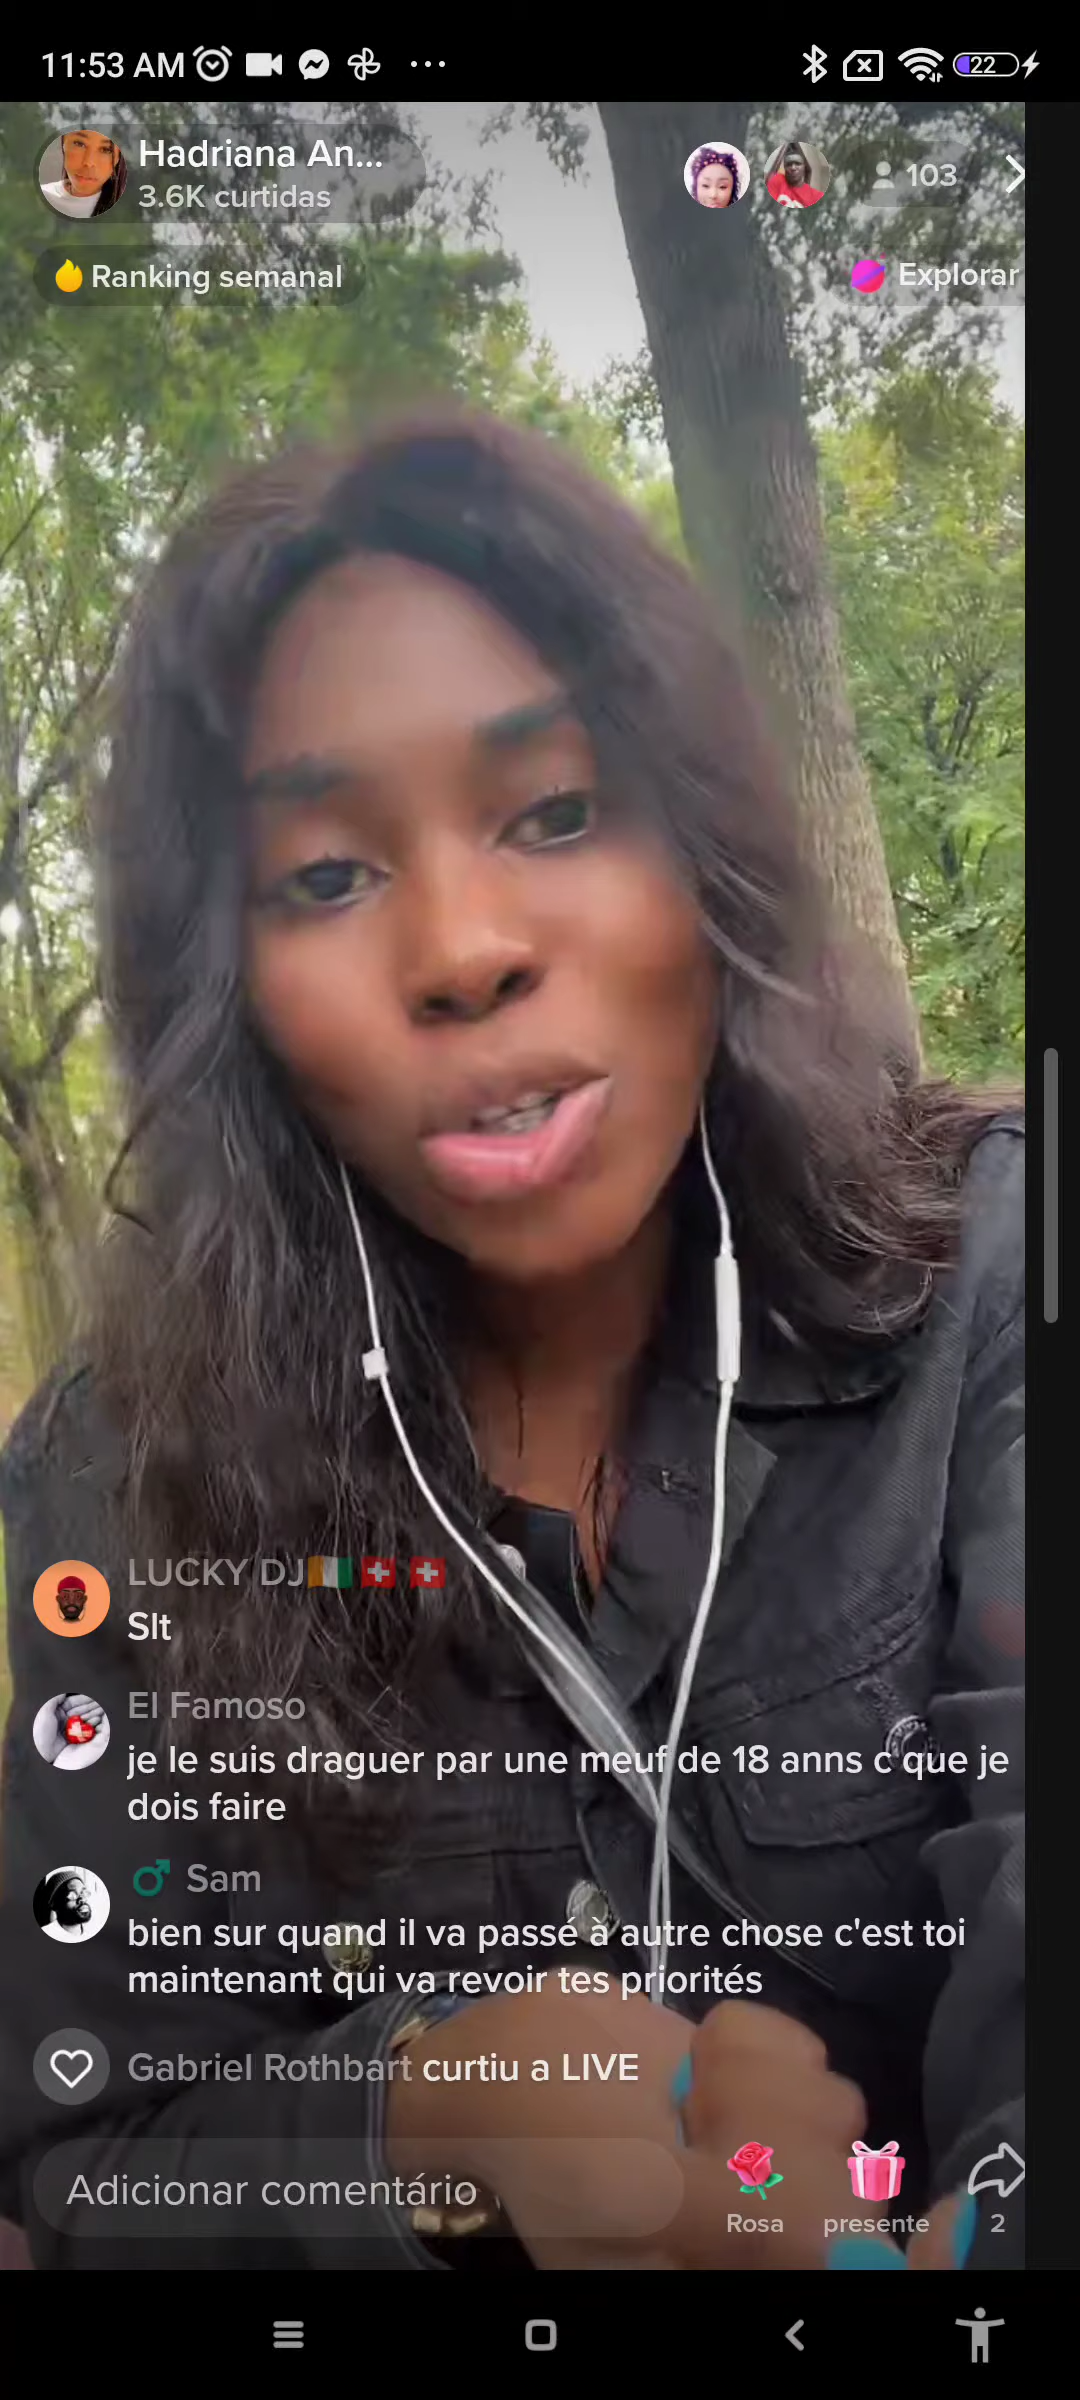 11:53 AM
22
Hadriana An...
3.6K curtidas
103
Ranking semanal
Explorar
LUCKY DJ🇨🇮🇨🇭🇨🇭
Slt
El Famoso
je le suis draguer par une meuf de 18 anns c que je
dois faire
♂ Sam
bien sur quand il va passé à autre chose c'est toi
maintenant qui va revoir tes priorités
Gabriel Rothbart curtiu a LIVE
Adicionar comentário
Rosa
presente
2